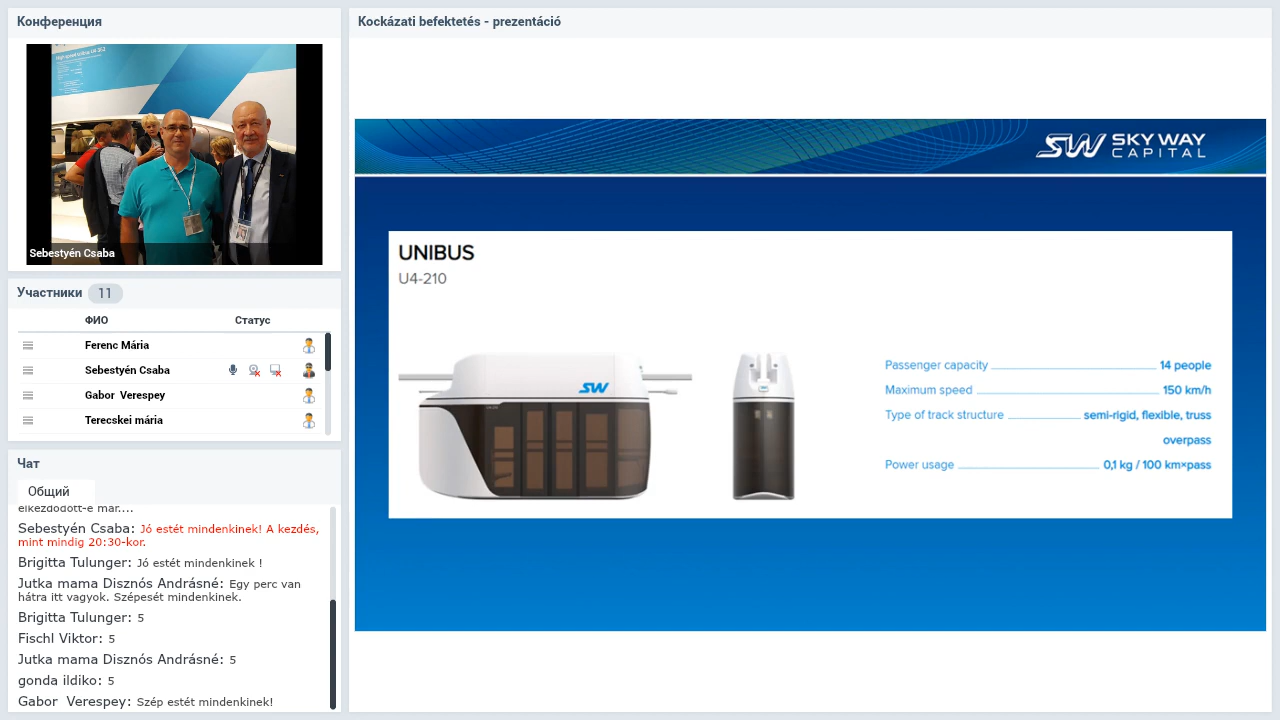 Конференция
Sebestyén Csaba
Участники 11
ФИО Статус
Ferenc Mária
Sebestyén Csaba
Gabor Verespey
Terecskei mária
Чат
Общий
elkezdődött-e már....
Sebestyén Csaba: Jó estét mindenkinek! A kezdés,
mint mindig 20:30-kor.
Brigitta Tulunger: Jó estét mindenkinek !
Jutka mama Disznós Andrásné: Egy perc van
hátra itt vagyok. Szépesét mindenkinek.
Brigitta Tulunger: 5
Fischl Viktor: 5
Jutka mama Disznós Andrásné: 5
gonda ildiko: 5
Gabor Verespey: Szép estét mindenkinek!
Kockázati befektetés - prezentáció
SW SKY WAY
CAPITAL
UNIBUS
U4-210
SW
Passenger capacity 14 people
Maximum speed 150 km/h
Type of track structure semi-rigid, flexible, truss
overpass
Power usage 0,1 kg / 100 km×pass